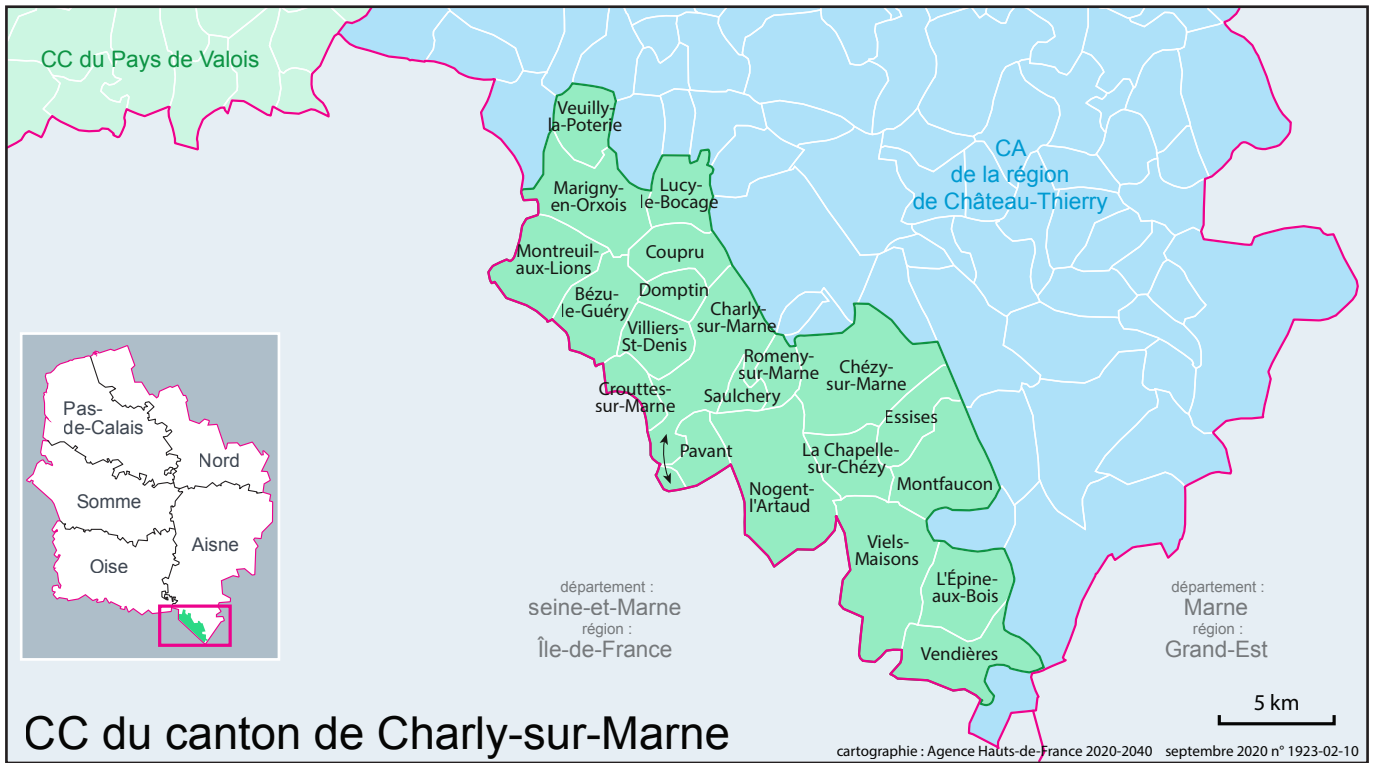 CC du Pays de Valois
CA
de la région
de Château-Thierry
Veuilly-
la-Poterie
Marigny-
en-Orxois
Lucy-
le-Bocage
Montreuil-
aux-Lions
Coupru
Bézu-
le-Guéry
Domptin
Charly-
sur-Marne
Villiers-
St-Denis
Romeny-
sur-Marne
Chézy-
sur-Marne
Crouttes-
sur-Marne
Saulchery
Essises
Pavant
La Chapelle-
sur-Chézy
Montfaucon
Nogent-
l'Artaud
Viels-
Maisons
L'Épine-
aux-Bois
Vendières
Pas-
de-Calais
Nord
Somme
Aisne
Oise
département :
seine-et-Marne
région :
Île-de-France
département :
Marne
région :
Grand-Est
5 km
CC du canton de Charly-sur-Marne
cartographie : Agence Hauts-de-France 2020-2040 septembre 2020 n° 1923-02-10